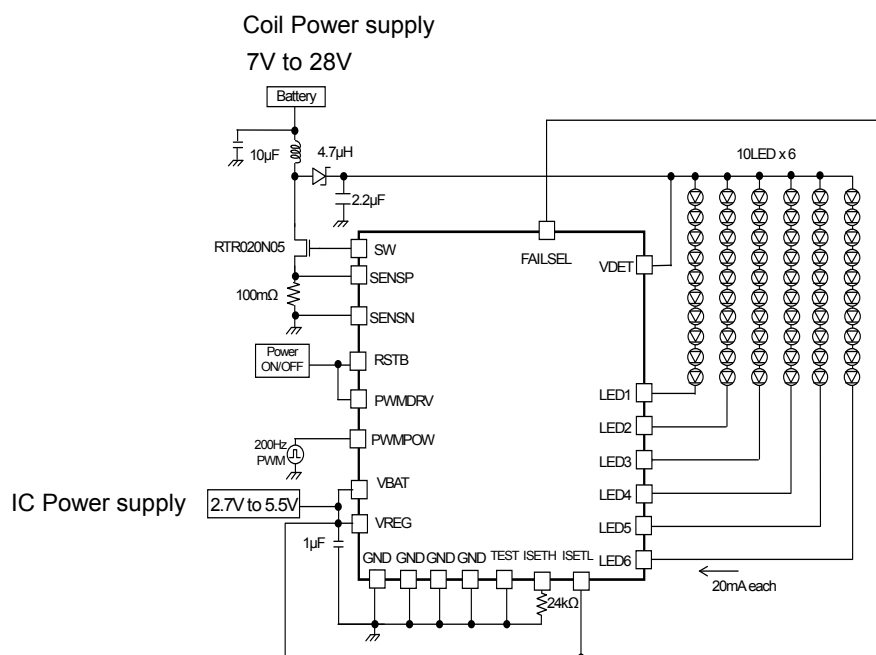 Coil Power supply
7V to 28V
Battery
10µF
4.7µH
2.2µF
10LED x 6
RTR020N05
SW
FAILSEL
VDET
SENSP
100mΩ
SENSN
Power
ON/OFF
RSTB
PWMDRV
LED1
LED2
200Hz
PWM
PWMPOW
LED3
IC Power supply
2.7V to 5.5V
VBAT
LED4
VREG
LED5
1µF
GND GND GND GND TEST ISETH ISETL
LED6
24kΩ
20mA each